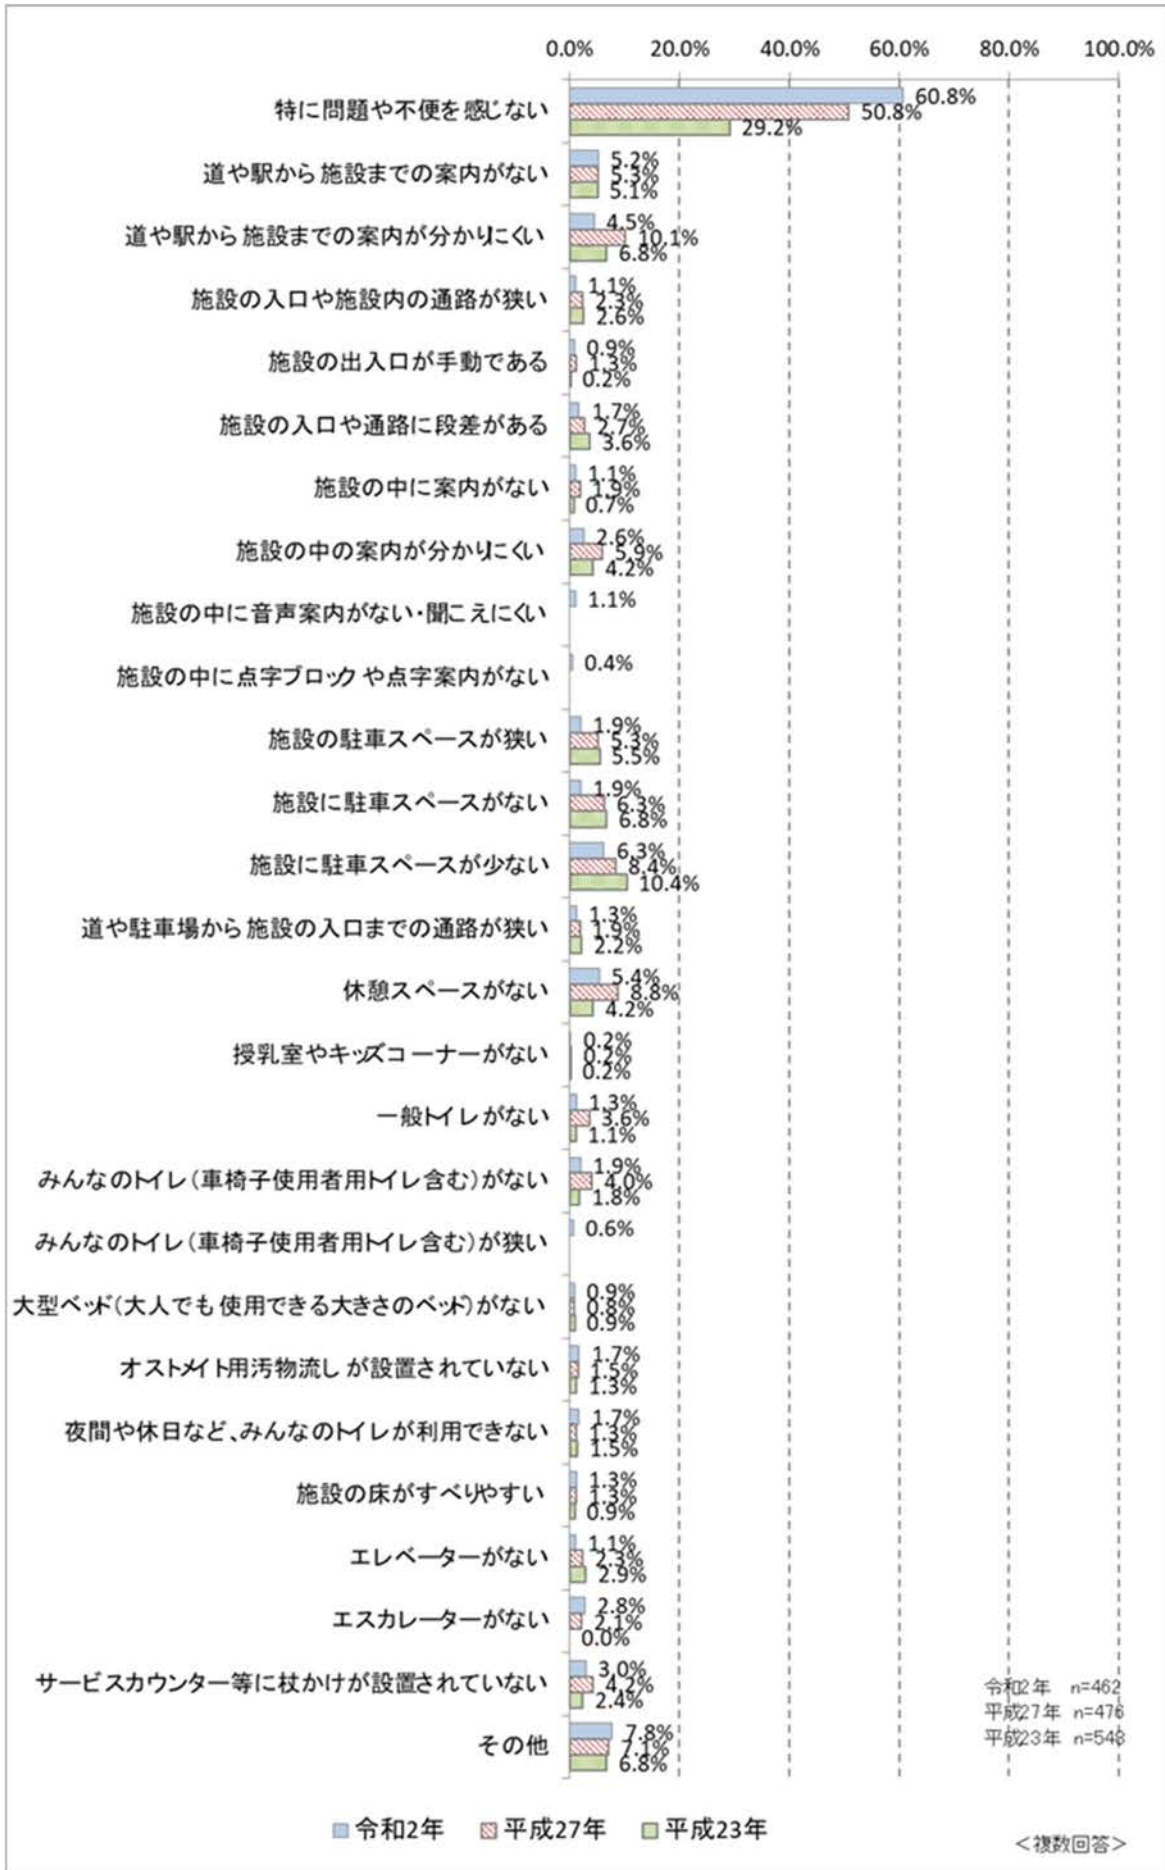 0.0% 20.0% 40.0% 60.0% 80.0% 100.0%
特に問題や不便を感じない 60.8% 50.8% 29.2%
道や駅から施設までの案内がない 5.2% 5.3% 5.1%
道や駅から施設までの案内が分かりにくい 4.5% 10.1% 6.8%
施設の入口や施設内の通路が狭い 1.1% 2.3% 2.6%
施設の出入口が手動である 0.9% 1.3% 0.2%
施設の入口や通路に段差がある 1.7% 2.7% 3.6%
施設の中に案内がない 1.1% 1.9% 0.7%
施設の中の案内が分かりにくい 2.6% 5.9% 4.2%
施設の中に音声案内がない・聞こえにくい 1.1%
施設の中に点字ブロックや点字案内がない 0.4%
施設の駐車スペースが狭い 1.9% 5.3% 5.5%
施設に駐車スペースがない 1.9% 6.3% 6.8%
施設に駐車スペースが少ない 6.3% 8.4% 10.4%
道や駐車場から施設の入口までの通路が狭い 1.3% 1.9% 2.2%
休憩スペースがない 5.4% 8.8% 4.2%
授乳室やキッズコーナーがない 0.2% 0.2% 0.2%
一般トイレがない 1.3% 3.6% 1.1%
みんなのトイレ(車椅子使用者用トイレ含む)がない 1.9% 4.0% 1.8%
みんなのトイレ(車椅子使用者用トイレ含む)が狭い 0.6%
大型ベッド(大人でも使用できる大きさのベッド)がない 0.9% 0.8% 0.9%
オストメイト用汚物流しが設置されていない 1.7% 1.5% 1.3%
夜間や休日など、みんなのトイレが利用できない 1.7% 1.3% 1.5%
施設の床がすべりやすい 1.3% 1.3% 0.9%
エレベーターがない 1.1% 2.3% 2.9%
エスカレーターがない 2.8% 2.1% 0.0%
サービスカウンター等に杖かけが設置されていない 3.0% 4.2% 2.4%
その他 7.8% 7.1% 6.8%
令和2年 n=462
平成27年 n=476
平成23年 n=548
令和2年 平成27年 平成23年
<複数回答>